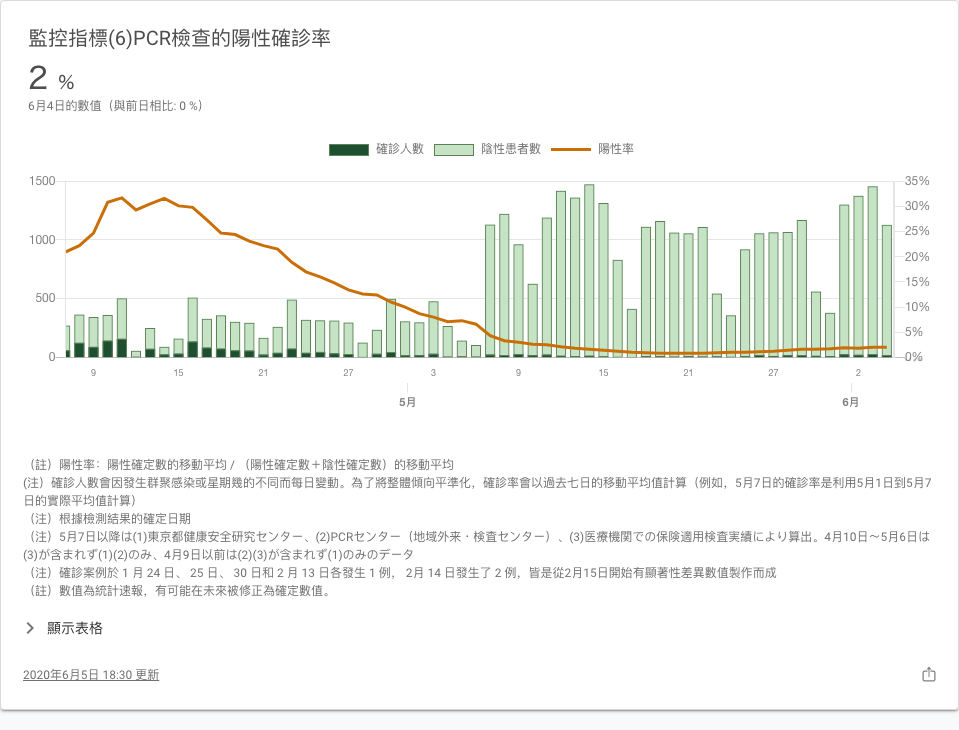 監控指標(6)PCR檢查的陽性確診率
2 %
6月4日的數值（與前日相比: 0 %）
確診人數 陰性患者數 陽性率
1500 35%
30%
1000 25%
20%
15%
500 10%
5%
0 0%
9 15 21 27 3 9 15 21 27 2
5月 6月
（註）陽性率：陽性確定數的移動平均 / （陽性確定數＋陰性確定數）的移動平均
(注）確診人數會因發生群聚感染或星期幾的不同而每日變動。為了將整體傾向平準化，確診率會以過去七日的移動平均值計算（例如，5月7日的確診率是利用5月1日到5月7
日的實際平均值計算）
（注）根據檢測結果的確定日期
（注）5月7日以降は(1)東京都健康安全研究センター、(2)PCRセンター（地域外来・検査センター）、(3)医療機関での保険適用検査実績により算出。4月10日～5月6日は
(3)が含まれず(1)(2)のみ、4月9日以前は(2)(3)が含まれず(1)のみのデータ
（注）確診案例於 1 月 24 日、 25 日、 30 日和 2 月 13 日各發生 1 例， 2月 14 日發生了 2 例，皆是從2月15日開始有顯著性差異數值製作而成
（註）數值為統計速報，有可能在未來被修正為確定數值。
顯示表格
2020年6月5日 18:30 更新